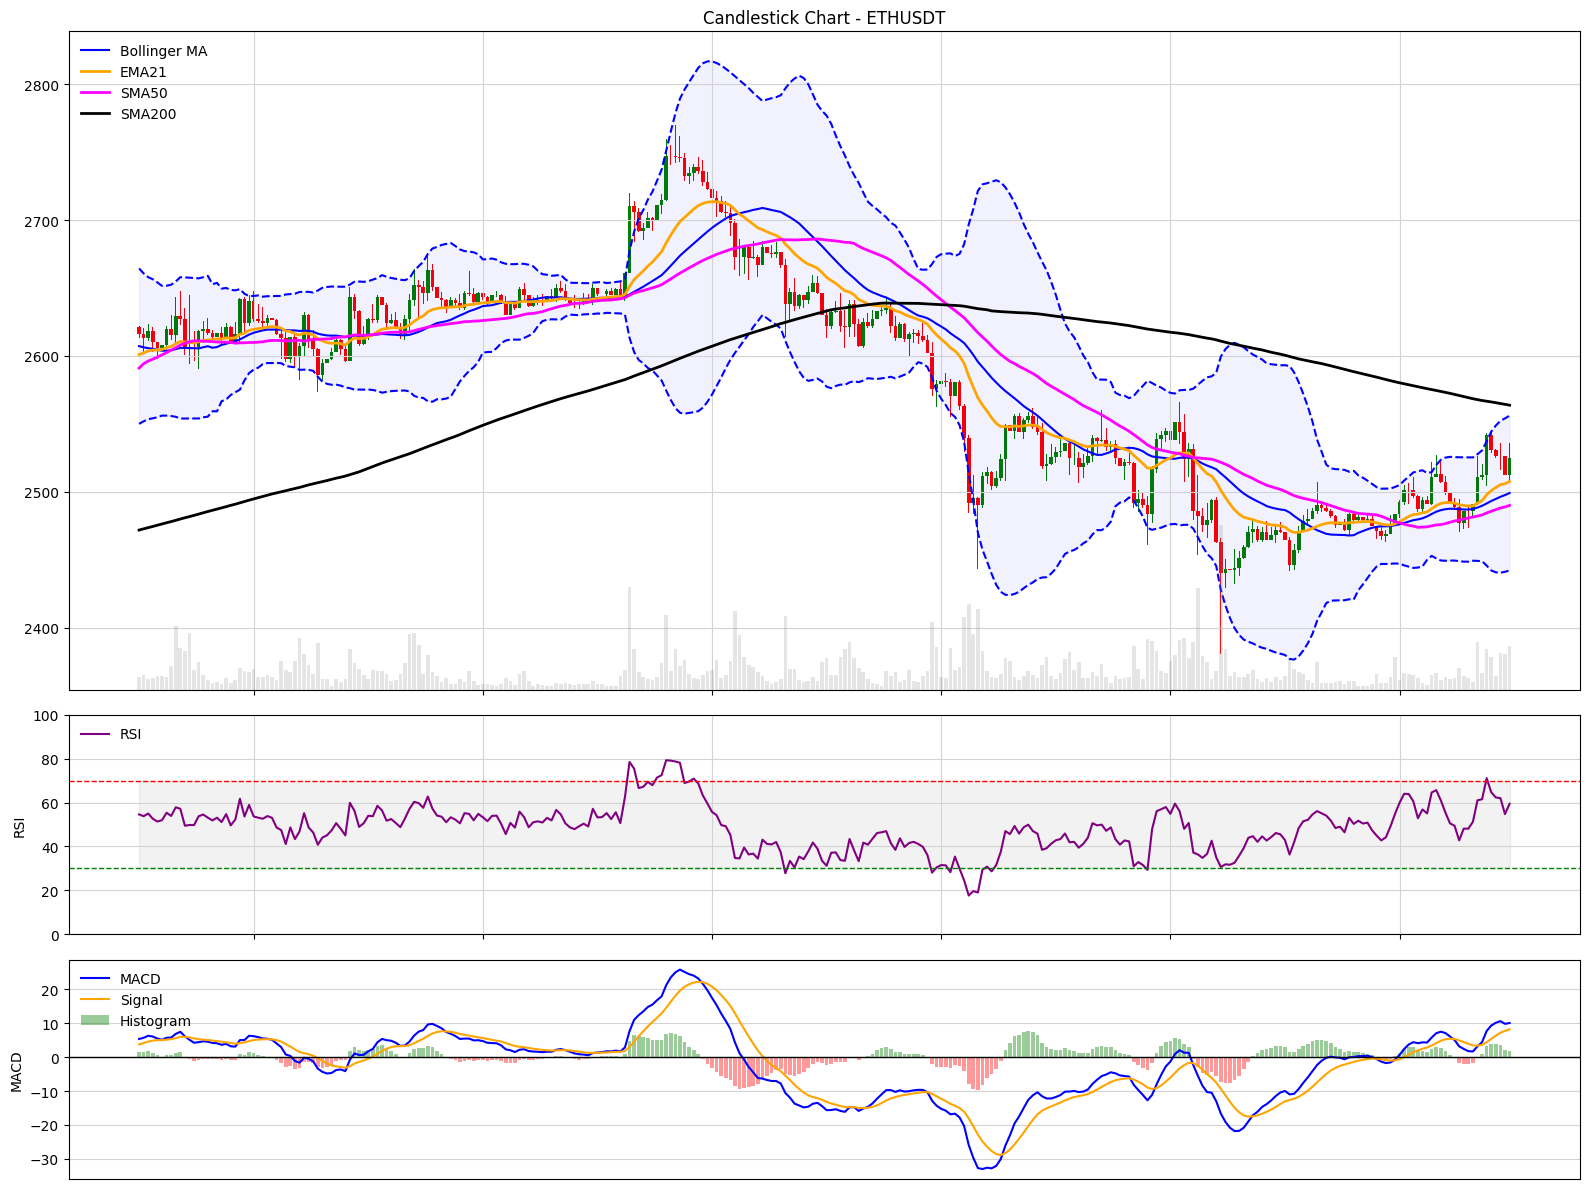 Candlestick Chart - ETHUSDT
Bollinger MA
EMA21
SMA50
SMA200
2800
2700
2600
2500
2400
RSI
100
80
60
40
20
0
RSI
MACD
Signal
Histogram
20
10
0
−10
−20
−30
MACD